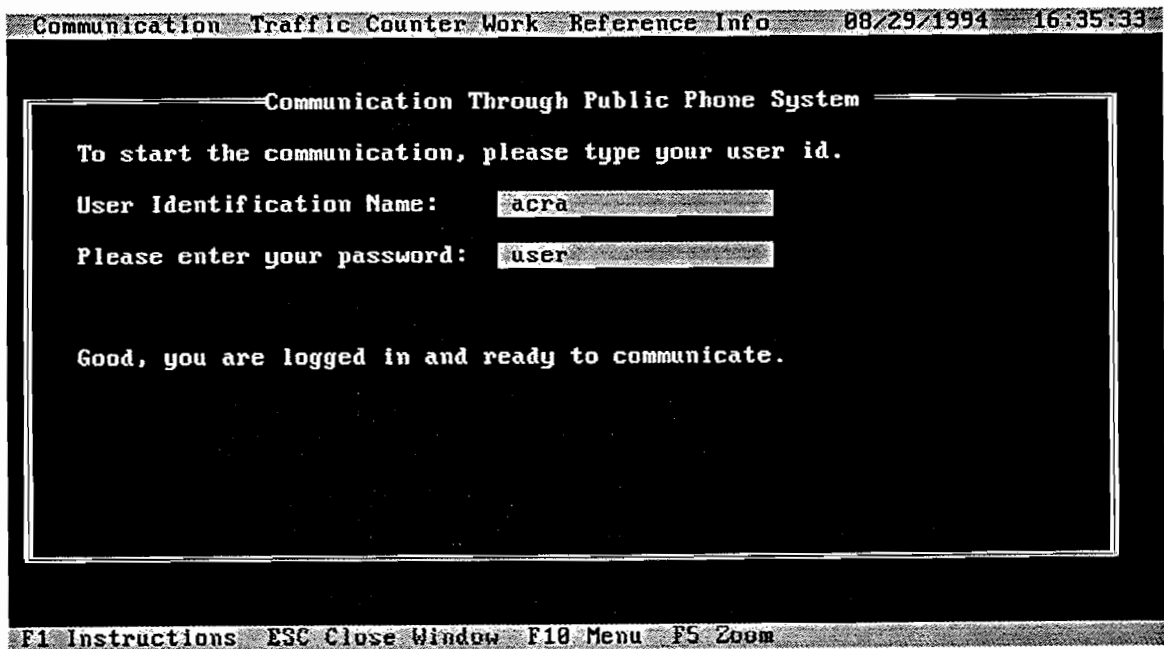 Communication Traffic Counter Work Reference Info 08/29/1994 16:35:33
Communication Through Public Phone System
To start the communication, please type your user id.
User Identification Name: acra
Please enter your password: user
Good, you are logged in and ready to communicate.
F1 Instructions ESC Close Window F10 Menu F5 Zoom